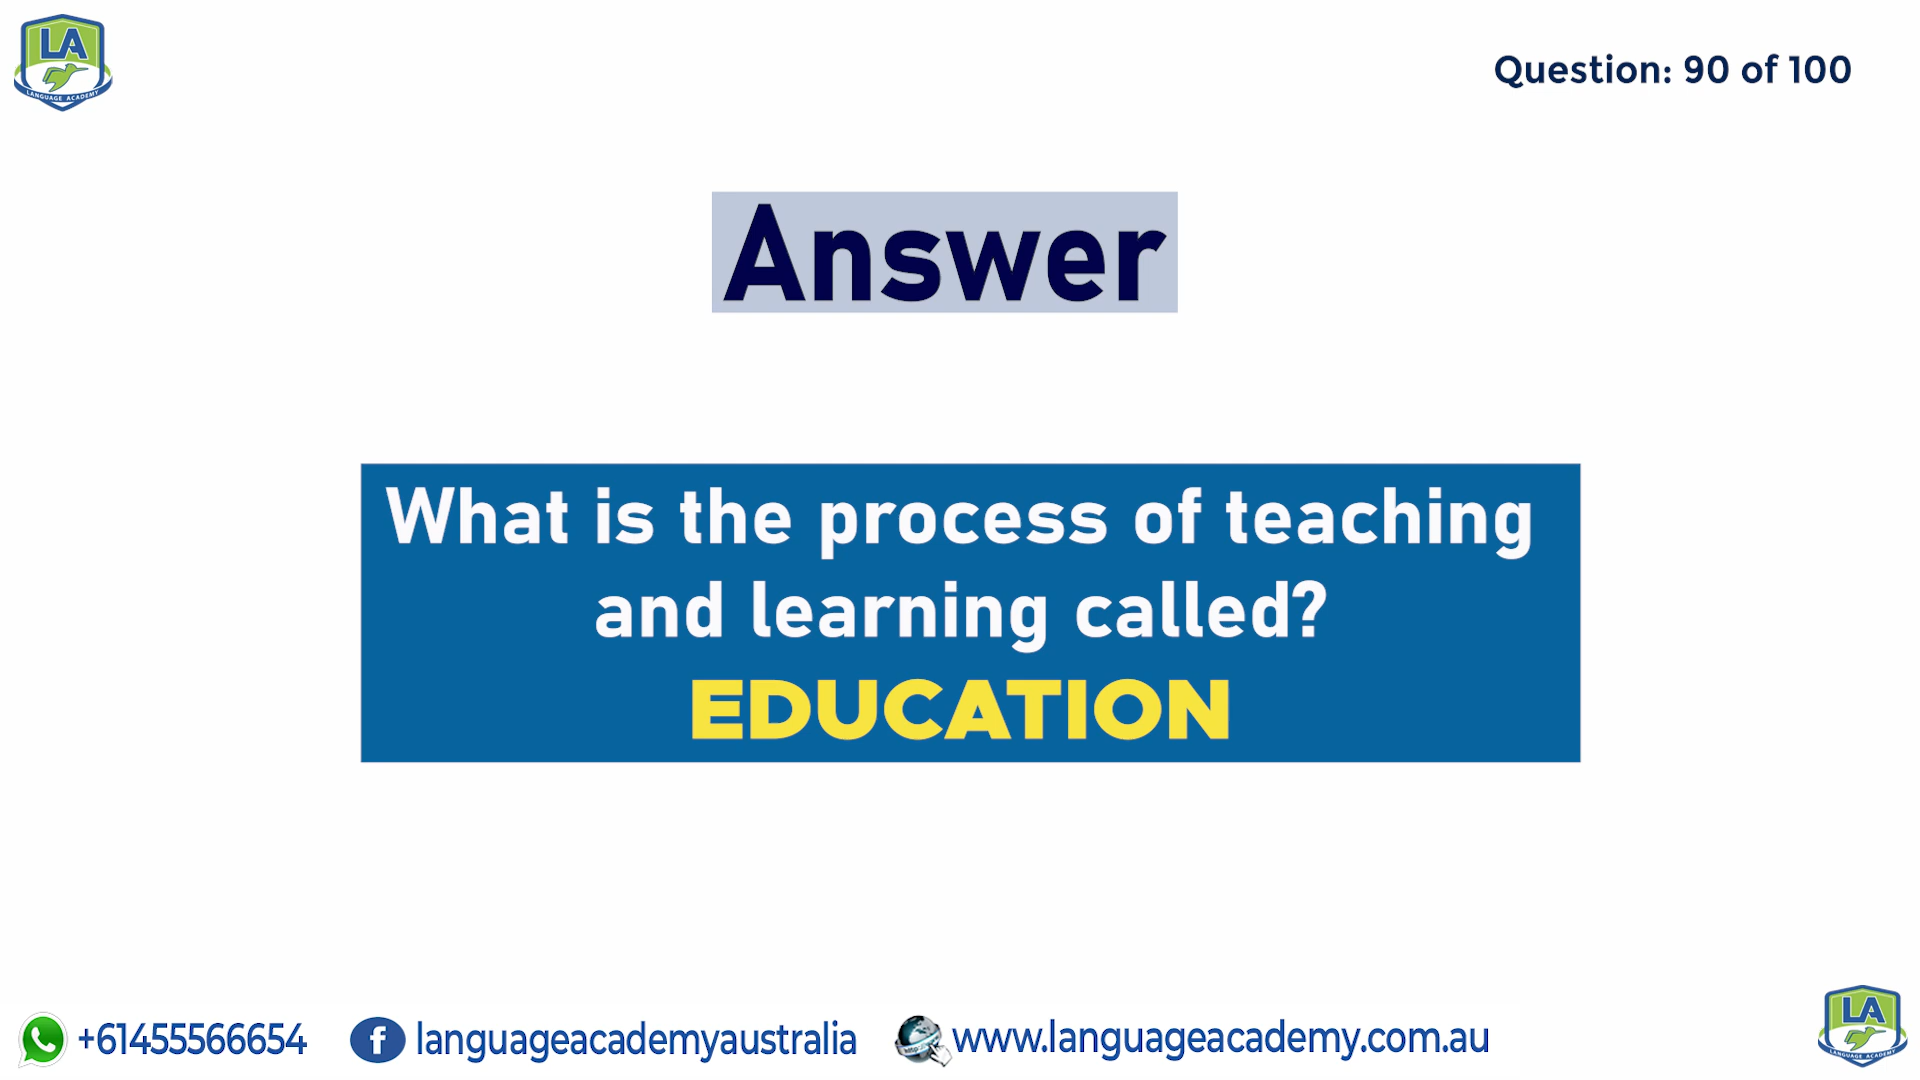 LA
LANGUAGE ACADEMY
Question: 90 of 100
Answer
What is the process of teaching
and learning called?
EDUCATION
+61455566654
f languageacademyaustralia
http www.languageacademy.com.au
LA
LANGUAGE ACADEMY